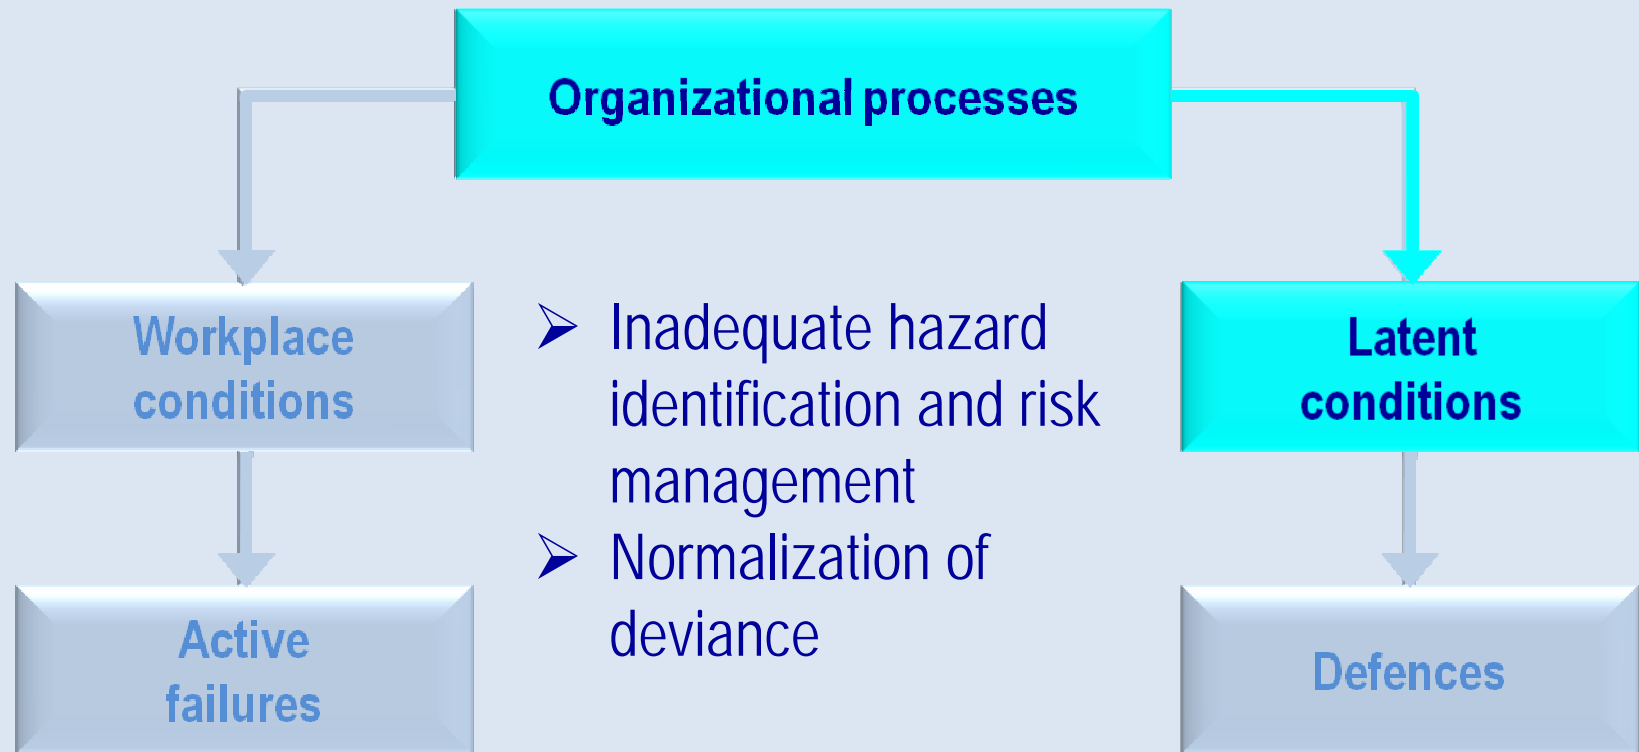 Organizational processes
Workplace
conditions
➢ Inadequate hazard
identification and risk
management
➢ Normalization of
deviance
Latent
conditions
Active
failures
Defences